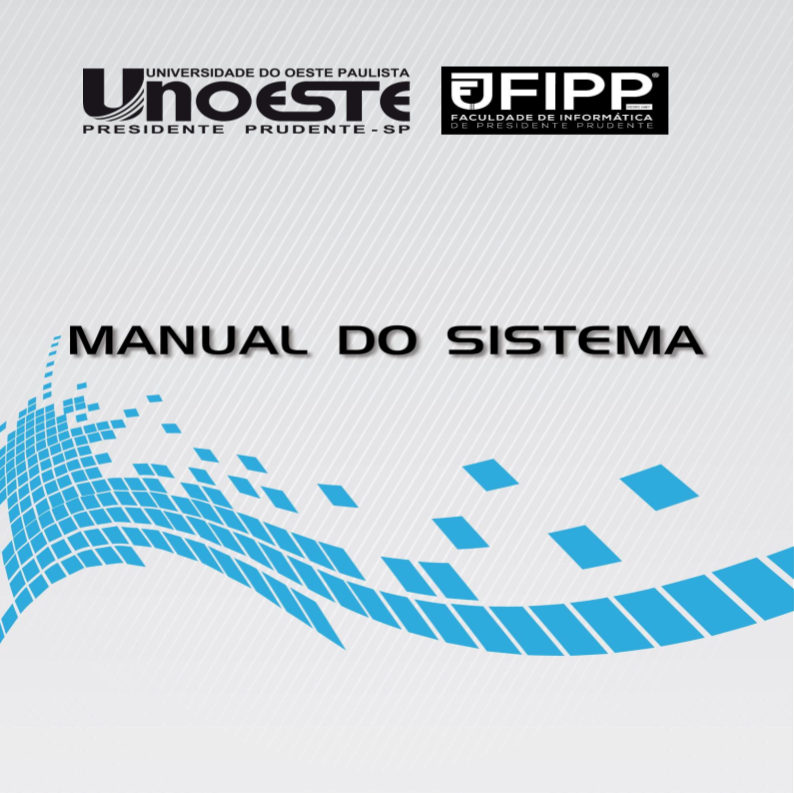 UNIVERSIDADE DO OESTE PAULISTA
UNOESTE
PRESIDENTE PRUDENTE - SP
FIPP®
FACULDADE DE INFORMÁTICA
DE PRESIDENTE PRUDENTE
MANUAL DO SISTEMA